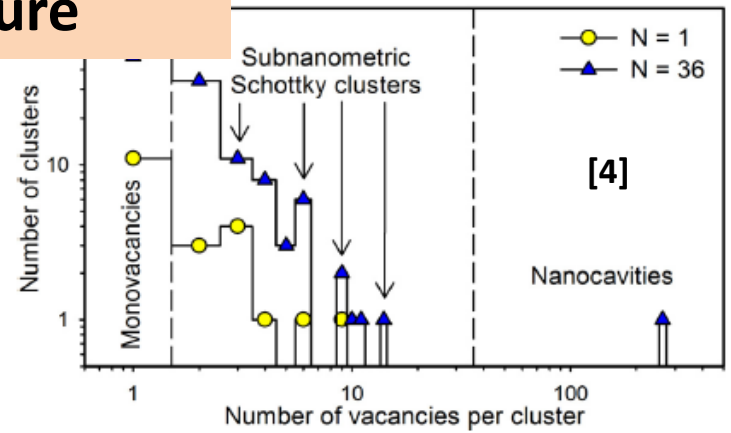 ure
Subnanometric
Schottky clusters
N = 1
N = 36
[4]
Number of clusters
10
1
Monovacancies
Nanocavities
1
10
100
Number of vacancies per cluster